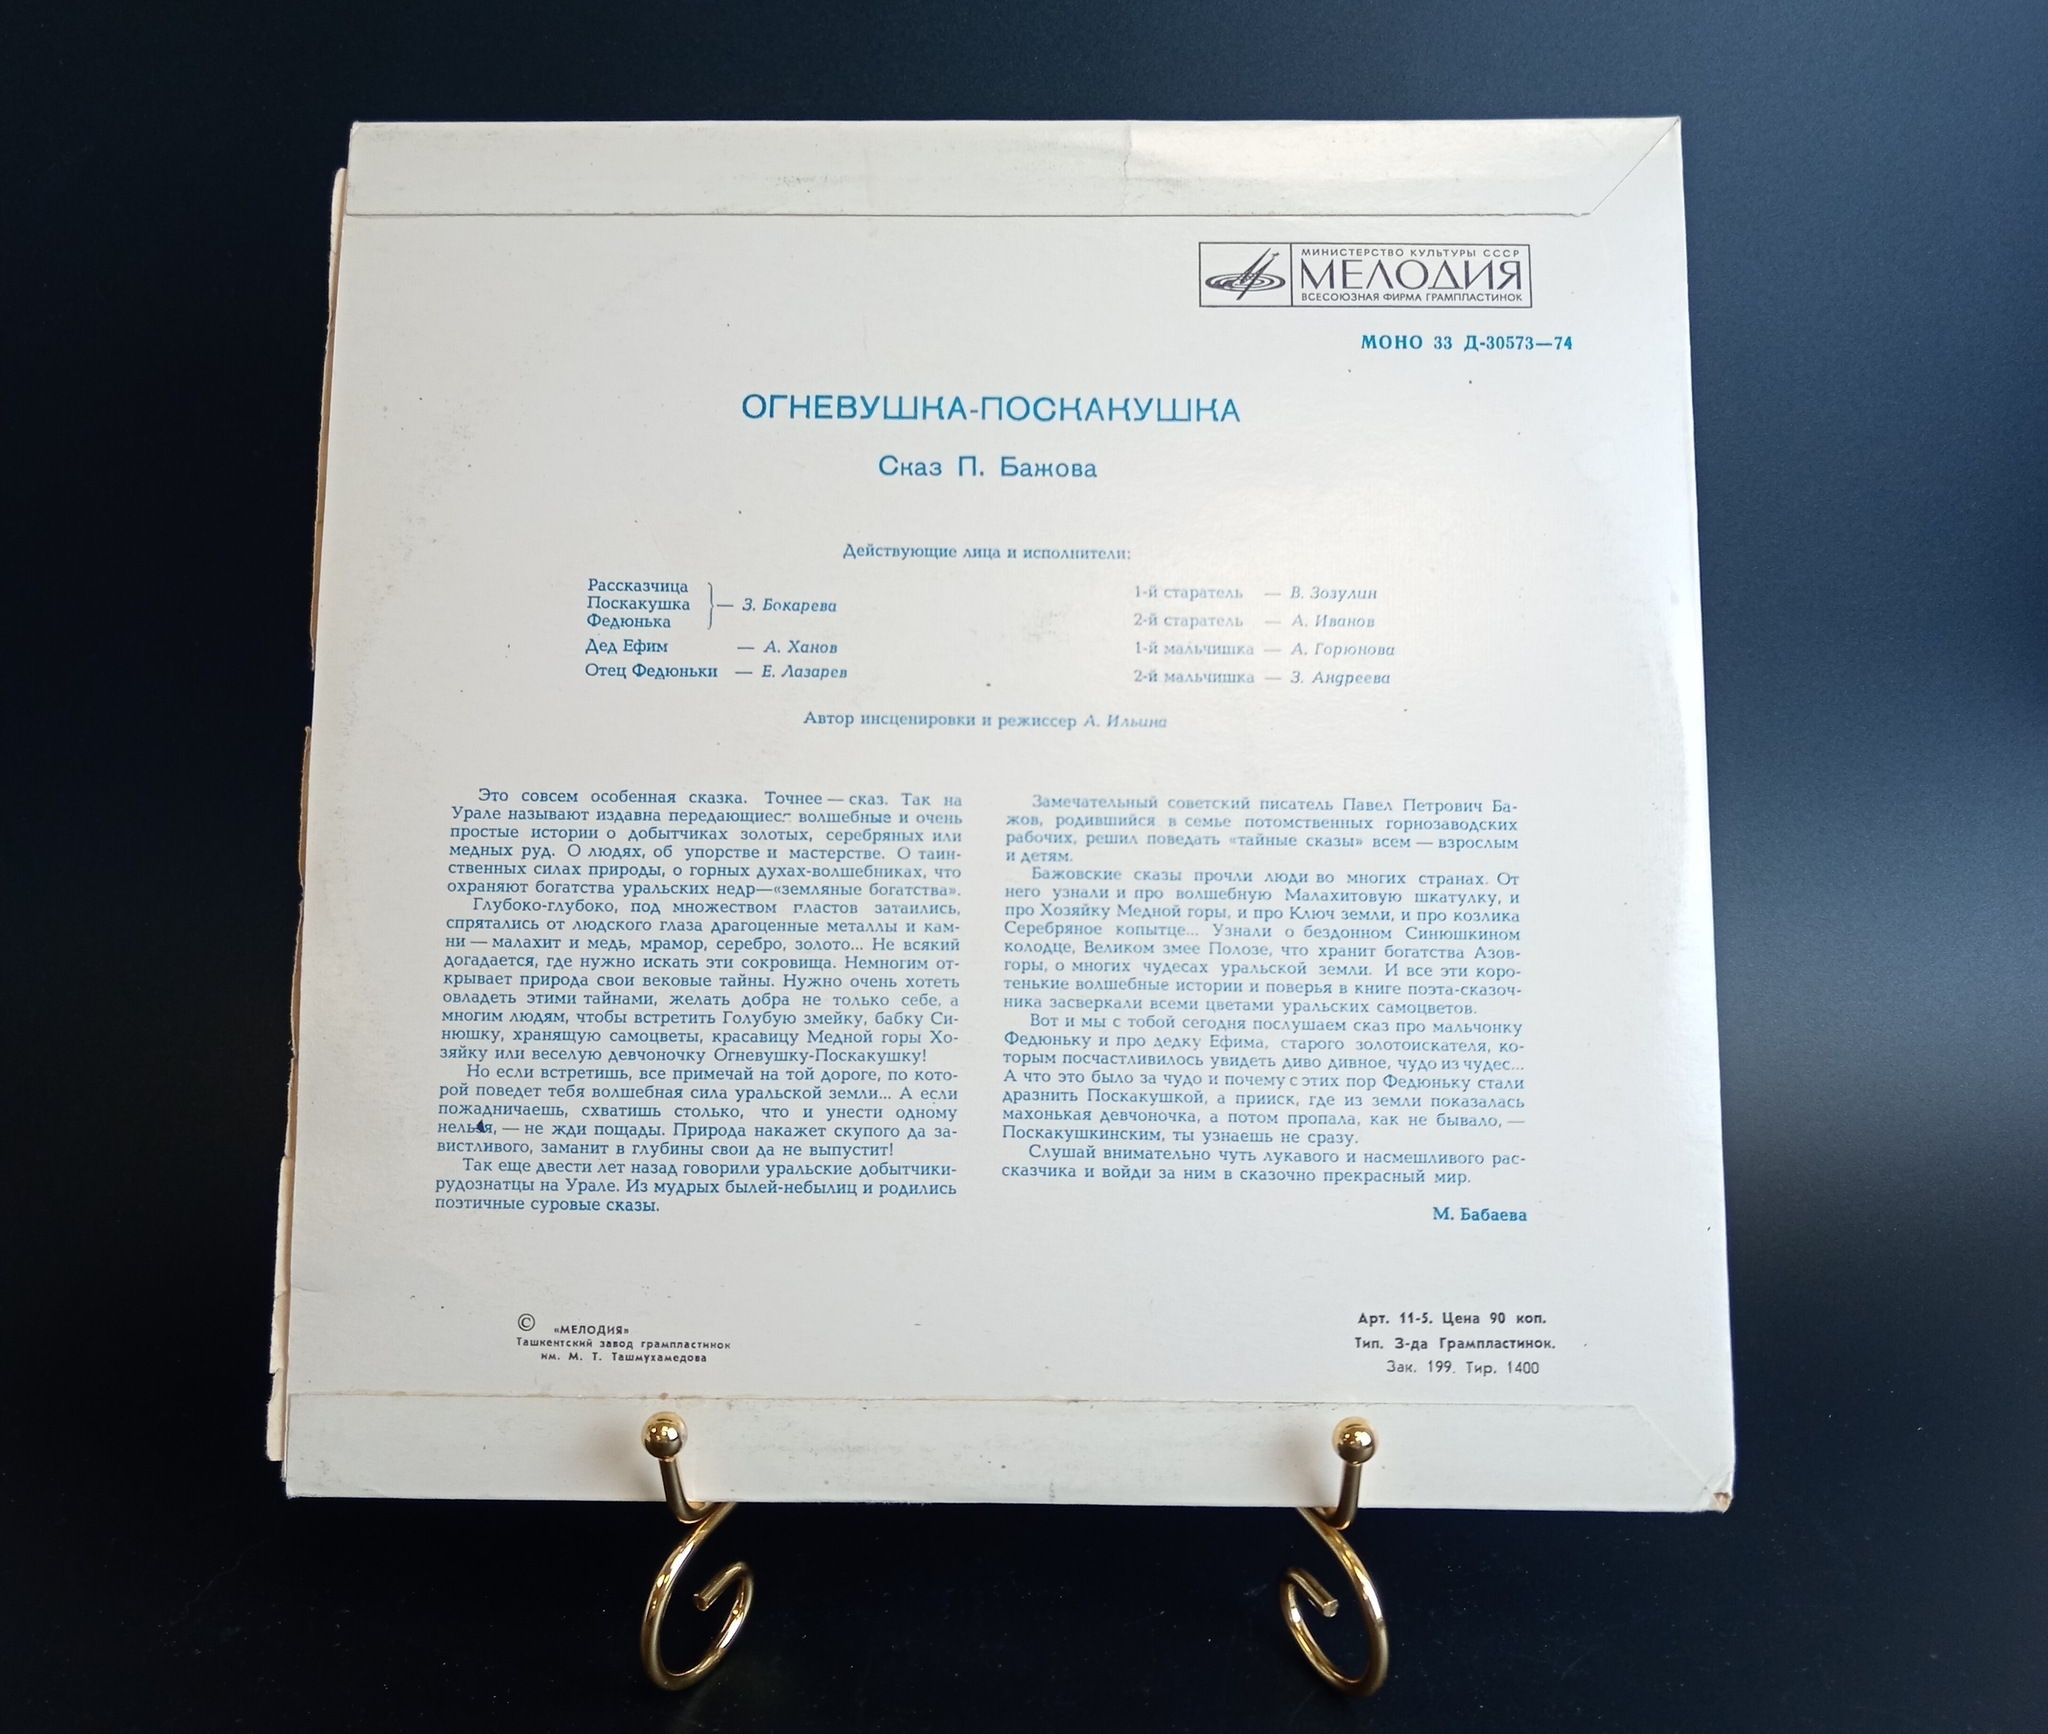 МИНИСТЕРСТВО КУЛЬТУРЫ СССР
МЕЛОДИЯ
ВСЕСОЮЗНАЯ ФИРМА ГРАМПЛАСТИНОК
МОНО 33 Д-30573—74
ОГНЕВУШКА-ПОСКАКУШКА
Сказ П. Бажова
Действующие лица и исполнители:
Рассказчица
Поскакушка — З. Бокарева
Федюнька
Дед Ефим — А. Ханов
Отец Федюньки — Е. Лазарев
1-й старатель — В. Зозулин
2-й старатель — А. Иванов
1-й мальчишка — А. Горюнова
2-й мальчишка — З. Андреева
Автор инсценировки и режиссер А. Ильина
Это совсем особенная сказка. Точнее — сказ. Так на
Урале называют издавна передающиеся волшебные и очень
простые истории о добытчиках золотых, серебряных или
медных руд. О людях, об упорстве и мастерстве. О таин-
ственных силах природы, о горных духах-волшебниках, что
охраняют богатства уральских недр—«земляные богатства».
Глубоко-глубоко, под множеством пластов затаились,
спрятались от людского глаза драгоценные металлы и кам-
ни — малахит и медь, мрамор, серебро, золото... Не всякий
догадается, где нужно искать эти сокровища. Немногим от-
крывает природа свои вековые тайны. Нужно очень хотеть
овладеть этими тайнами, желать добра не только себе, а
многим людям, чтобы встретить Голубую змейку, бабку Си-
нюшку, хранящую самоцветы, красавицу Медной горы Хо-
зяйку или веселую девчоночку Огневушку-Поскакушку!
Но если встретишь, все примечай на той дороге, по кото-
рой поведет тебя волшебная сила уральской земли... А если
пожадничаешь, схватишь столько, что и унести одному
нельзя, — не жди пощады. Природа накажет скупого да за-
вистливого, заманит в глубины свои да не выпустит!
Так еще двести лет назад говорили уральские добытчики-
рудознатцы на Урале. Из мудрых былей-небылиц и родились
поэтичные суровые сказы.
Замечательный советский писатель Павел Петрович Ба-
жов, родившийся в семье потомственных горнозаводских
рабочих, решил поведать «тайные сказы» всем — взрослым
и детям.
Бажовские сказы прочли люди во многих странах. От
него узнали и про волшебную Малахитовую шкатулку, и
про Хозяйку Медной горы, и про Ключ земли, и про козлика
Серебряное копытце... Узнали о бездонном Синюшкином
колодце, Великом змее Полозе, что хранит богатства Азов-
горы, о многих чудесах уральской земли. И все эти коро-
тенькие волшебные истории и поверья в книге поэта-сказоч-
ника засверкали всеми цветами уральских самоцветов.
Вот и мы с тобой сегодня послушаем сказ про мальчонку
Федюньку и про дедку Ефима, старого золотоискателя, ко-
торым посчастливилось увидеть диво дивное, чудо из чудес...
А что это было за чудо и почему с этих пор Федюньку стали
дразнить Поскакушкой, а прииск, где из земли показалась
махонькая девчоночка, а потом пропала, как не бывало, —
Поскакушкинским, ты узнаешь не сразу.
Слушай внимательно чуть лукавого и насмешливого рас-
сказчика и войди за ним в сказочно прекрасный мир.
М. Бабаева
© «МЕЛОДИЯ»
Ташкентский завод грампластинок
им. М. Т. Ташмухамедова
Арт. 11-5. Цена 90 коп.
Тип. З-да Грампластинок.
Зак. 199. Тир. 1400